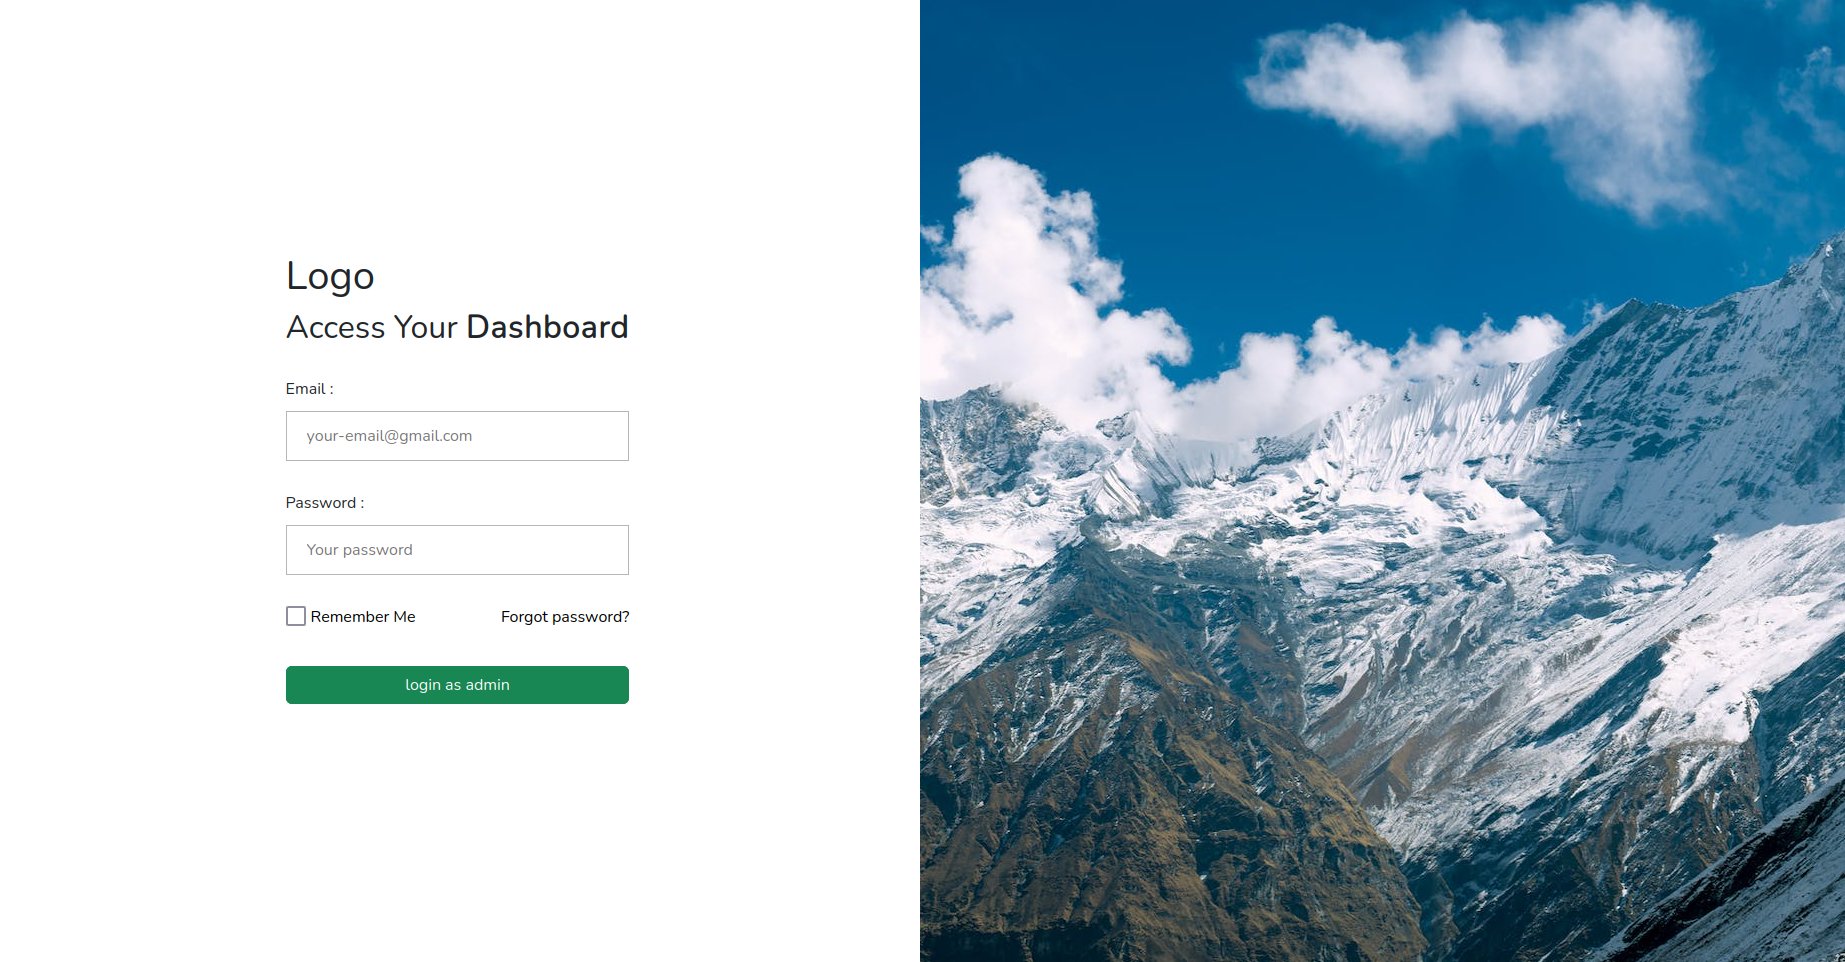 Logo
Access Your Dashboard
Email :
your-email@gmail.com
Password :
Your password
Remember Me Forgot password?
login as admin